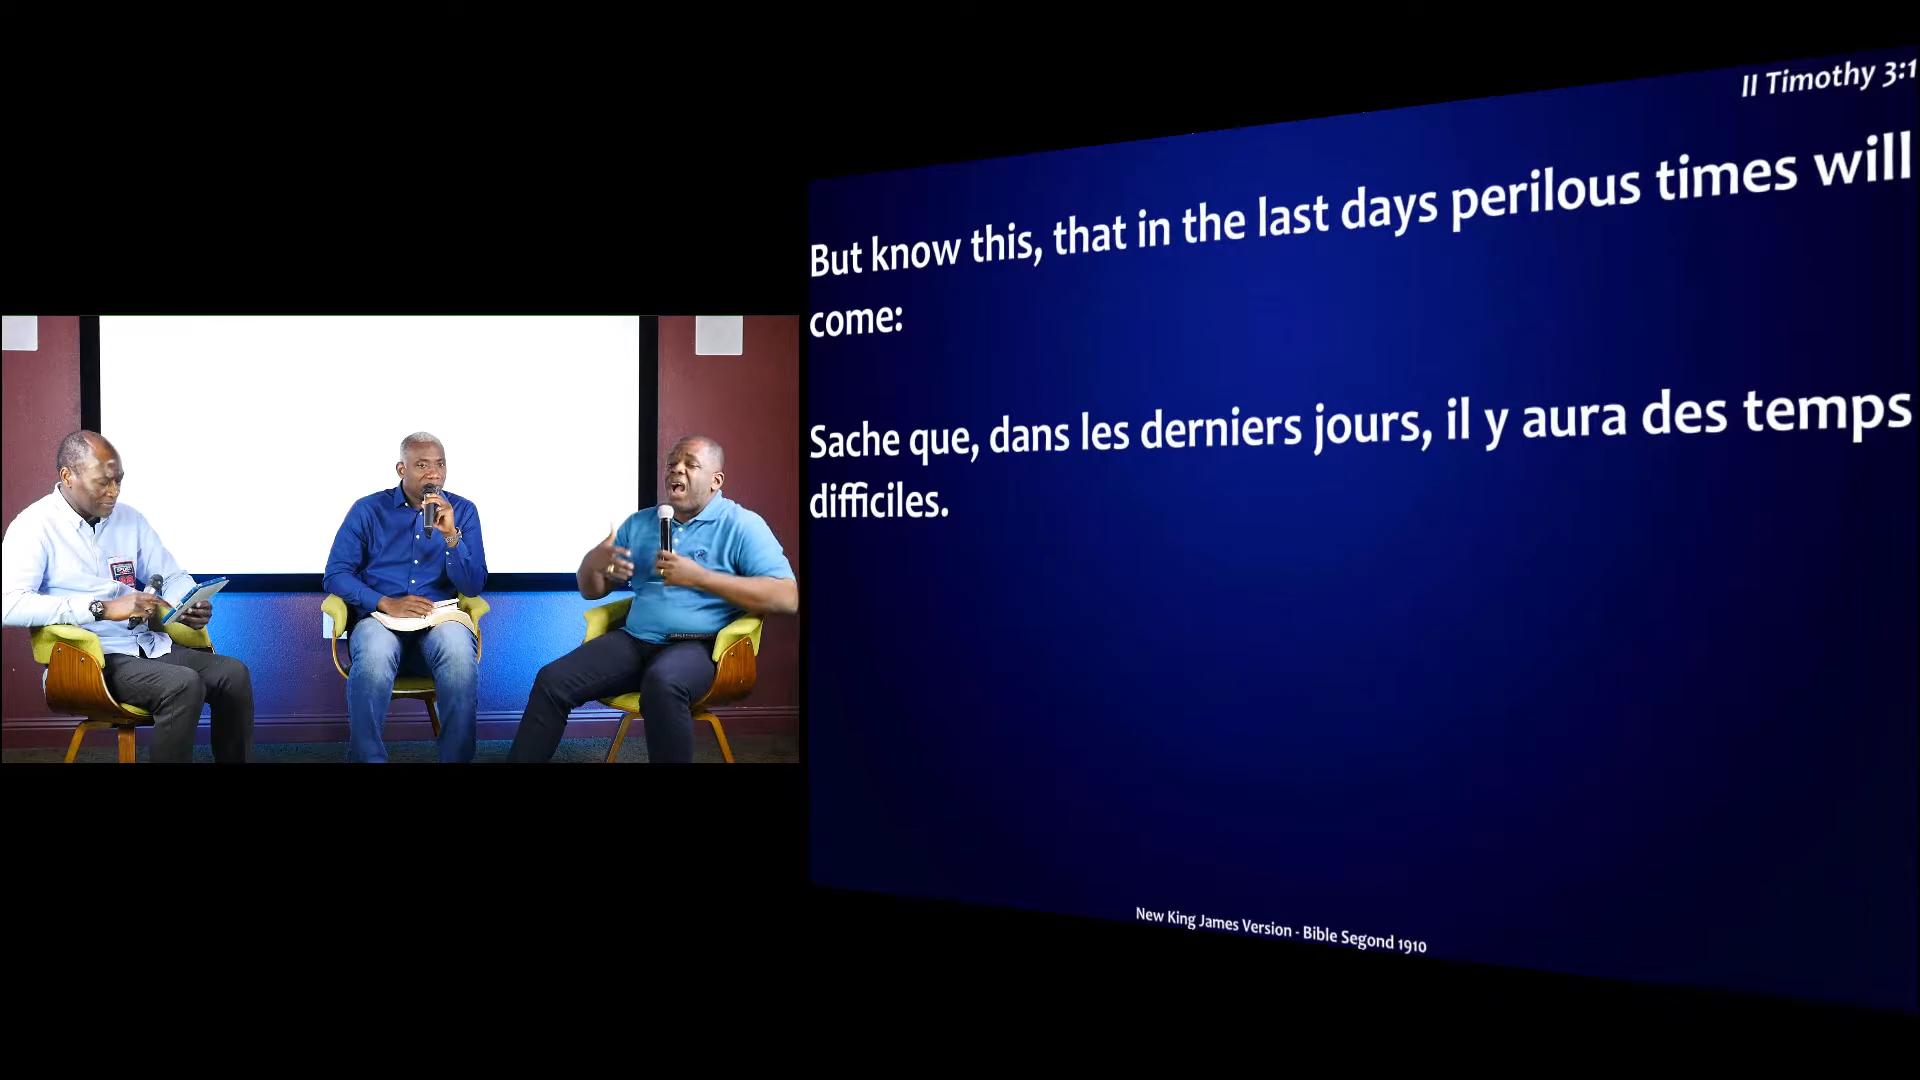 II Timothy 3:1
But know this, that in the last days perilous times will
come:
Sache que, dans les derniers jours, il y aura des temps
difficiles.
New King James Version - Bible Segond 1910